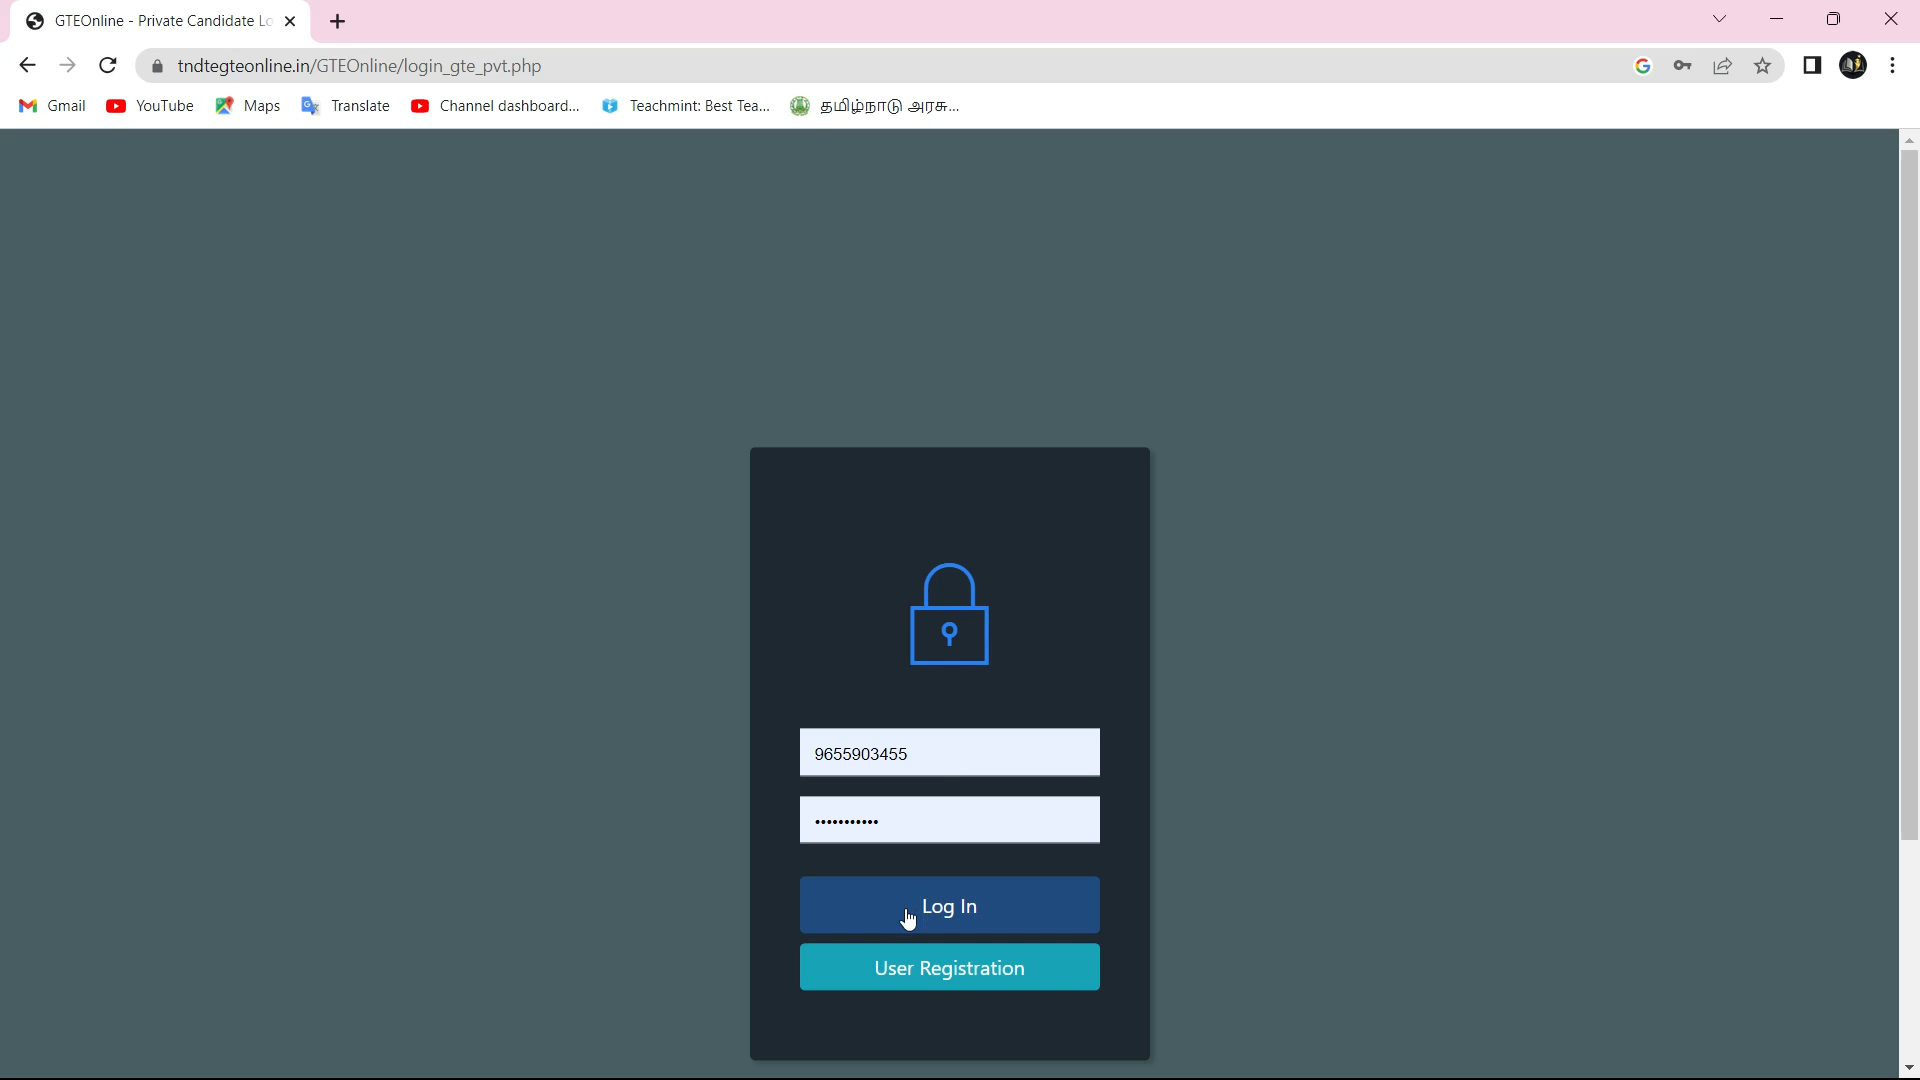 GTEOnline - Private Candidate Lo
tndtegteonline.in/GTEOnline/login_gte_pvt.php
Gmail YouTube Maps Translate Channel dashboard... Teachmint: Best Tea... தமிழ்நாடு அரசு...
9655903455
•••••••••••
Log In
User Registration